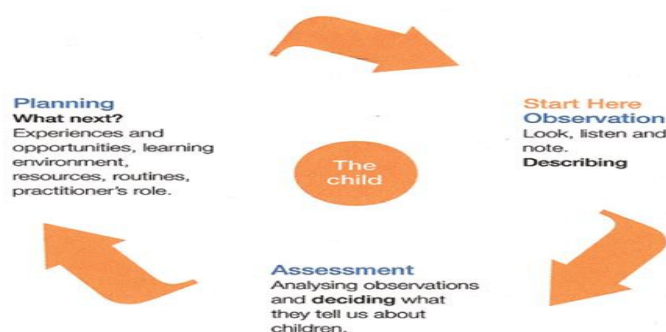 Planning
What next?
Experiences and
opportunities, learning
environment,
resources, routines,
practitioner's role.
The
child
Start Here
Observation
Look, listen and
note.
Describing
Assessment
Analysing observations
and deciding what
they tell us about
children.